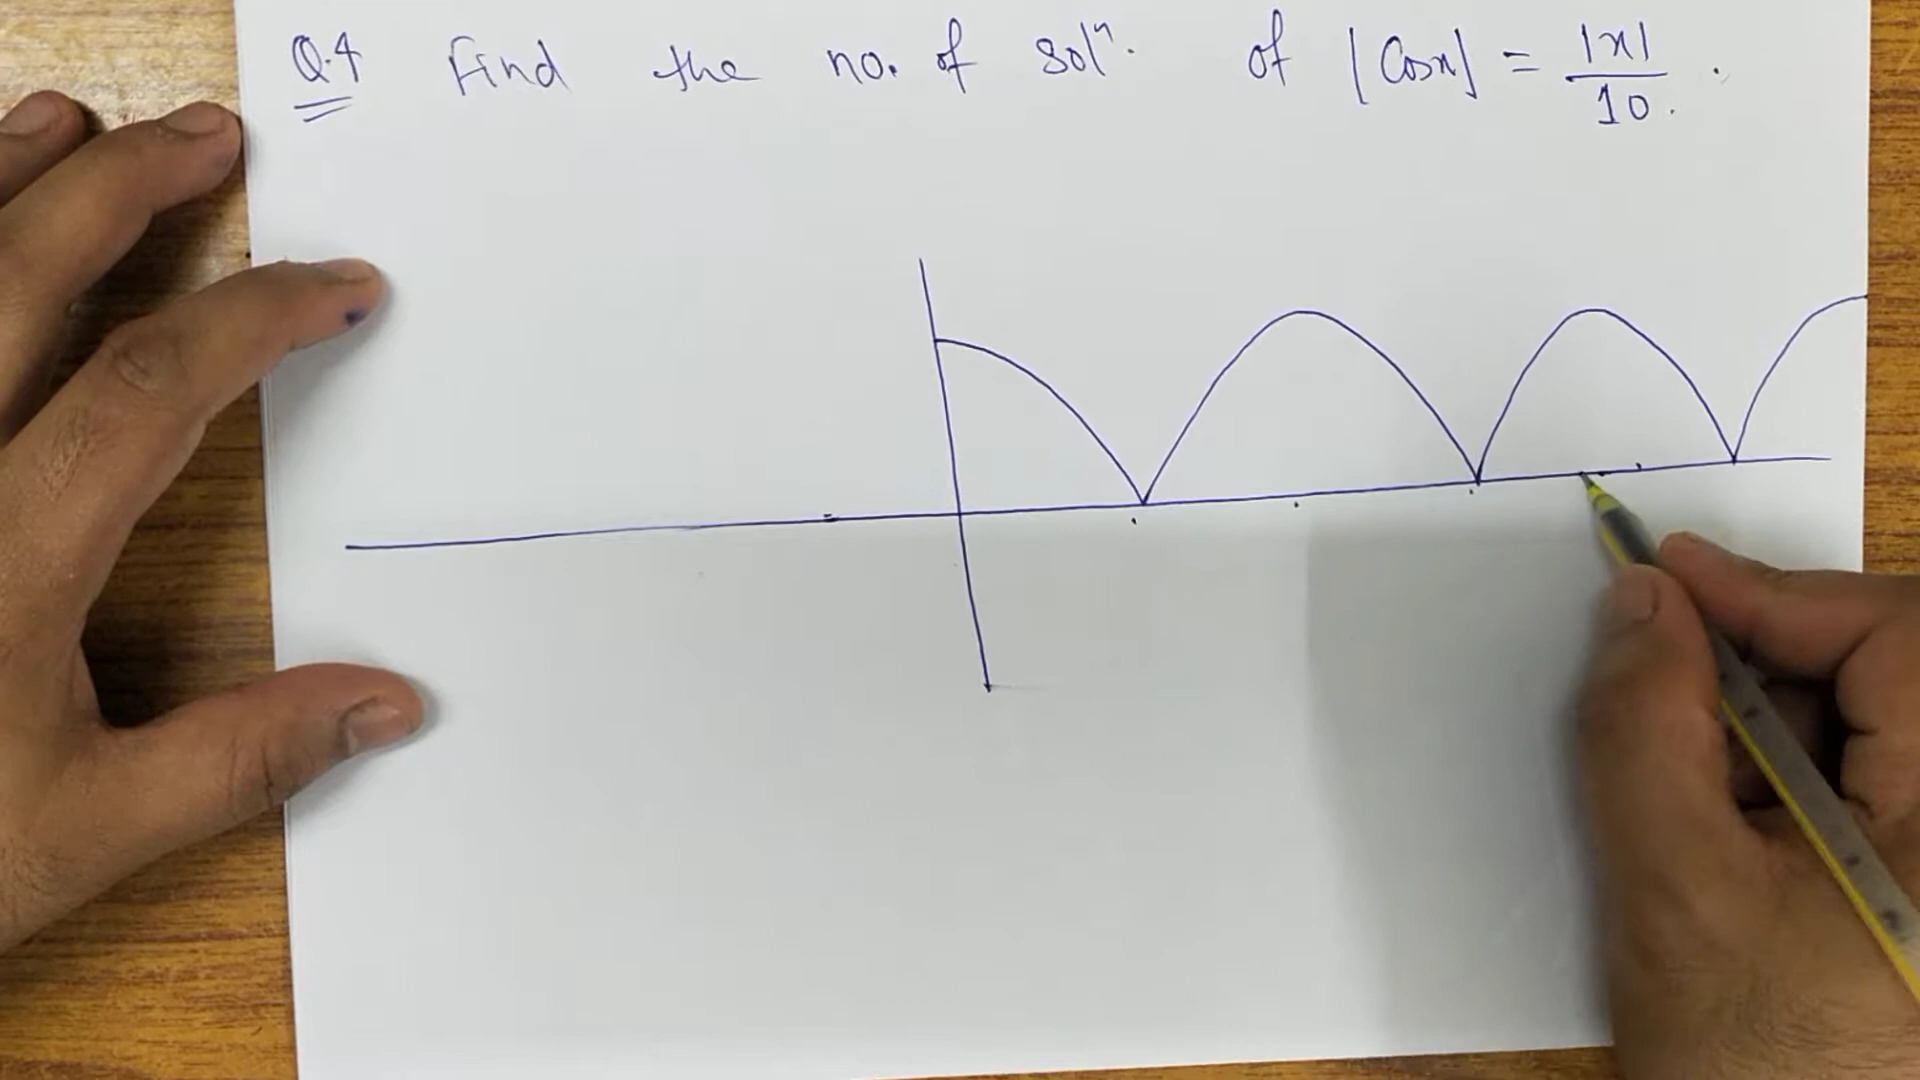 Q.4 Find the no. of solⁿ. of |Cosx| = |x|/10.